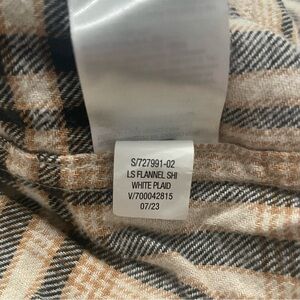 S/727991-02
LS FLANNEL SHI
WHITE PLAID
V/700042815
07/23